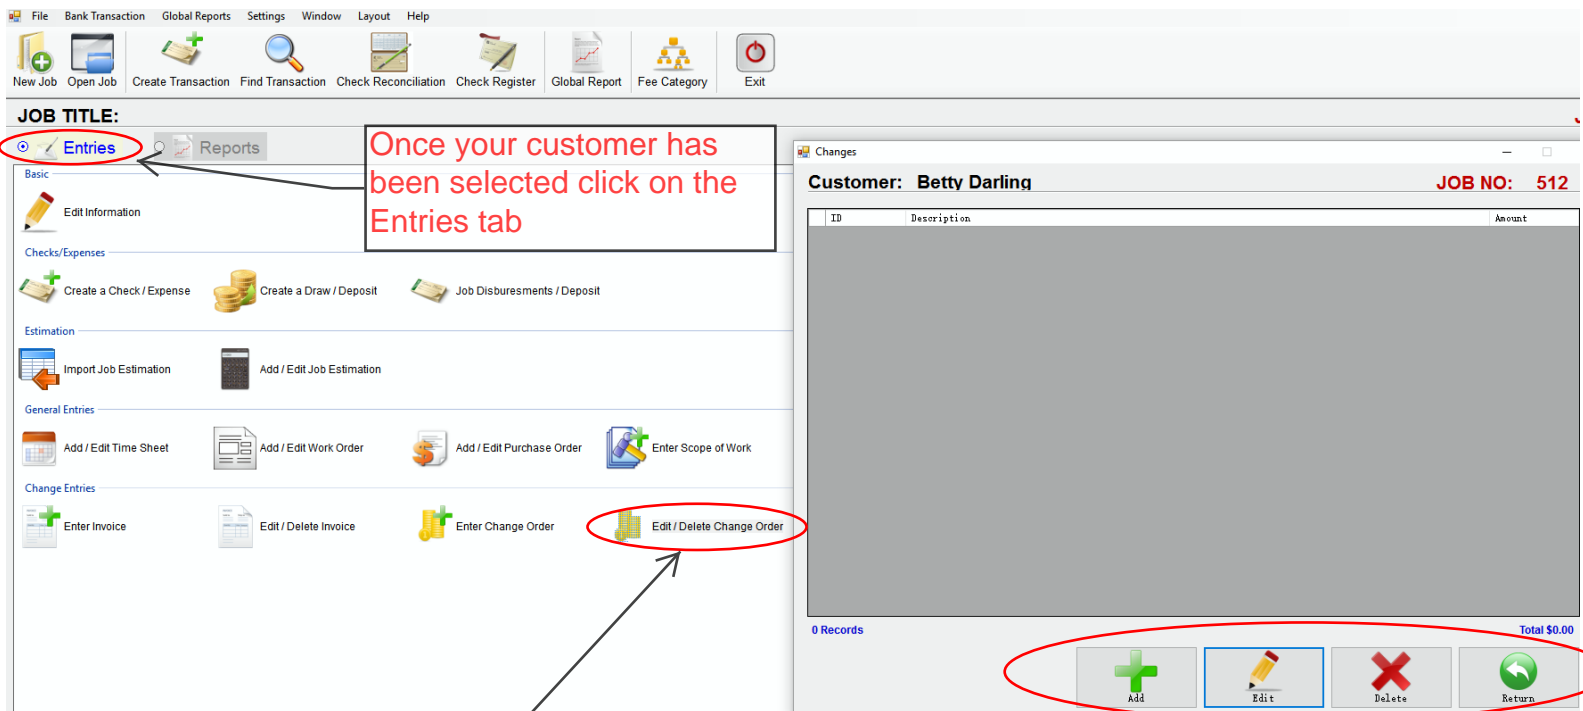 File Bank Transaction Global Reports Settings Window Layout Help
New Job Open Job Create Transaction Find Transaction Check Reconciliation Check Register Global Report Fee Category Exit
JOB TITLE:
Entries Reports
Once your customer has
been selected click on the
Entries tab
Basic
Edit Information
Checks/Expenses
Create a Check / Expense Create a Draw / Deposit Job Disburesments / Deposit
Estimation
Import Job Estimation Add / Edit Job Estimation
General Entries
Add / Edit Time Sheet Add / Edit Work Order Add / Edit Purchase Order Enter Scope of Work
Change Entries
Enter Invoice Edit / Delete Invoice Enter Change Order Edit / Delete Change Order
Changes
Customer: Betty Darling JOB NO: 512
ID Description Amount
0 Records Total $0.00
Add Edit Delete Return